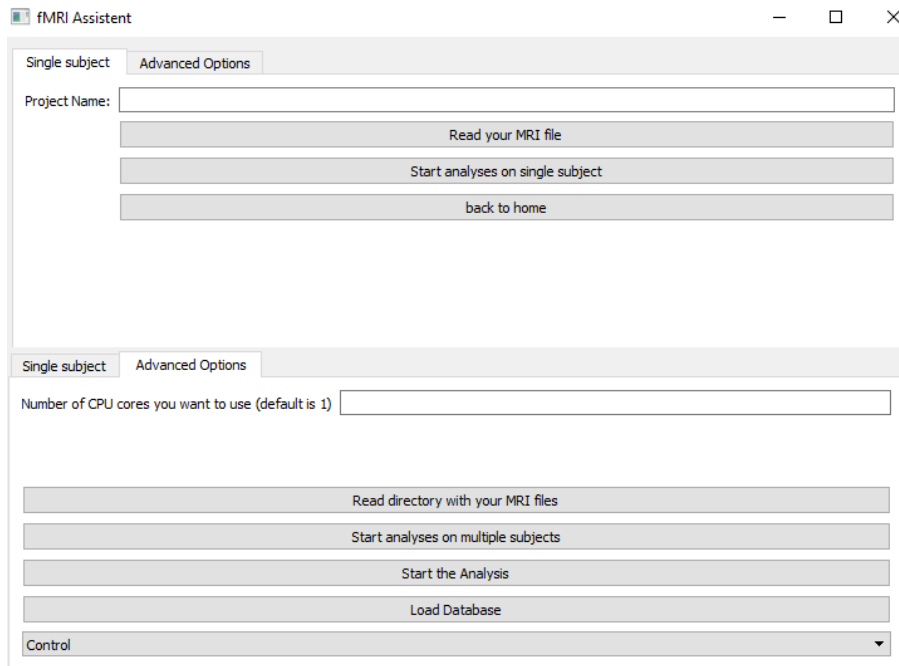 fMRI Assistent
Single subject Advanced Options
Project Name:
Read your MRI file
Start analyses on single subject
back to home
Single subject Advanced Options
Number of CPU cores you want to use (default is 1)
Read directory with your MRI files
Start analyses on multiple subjects
Start the Analysis
Load Database
Control